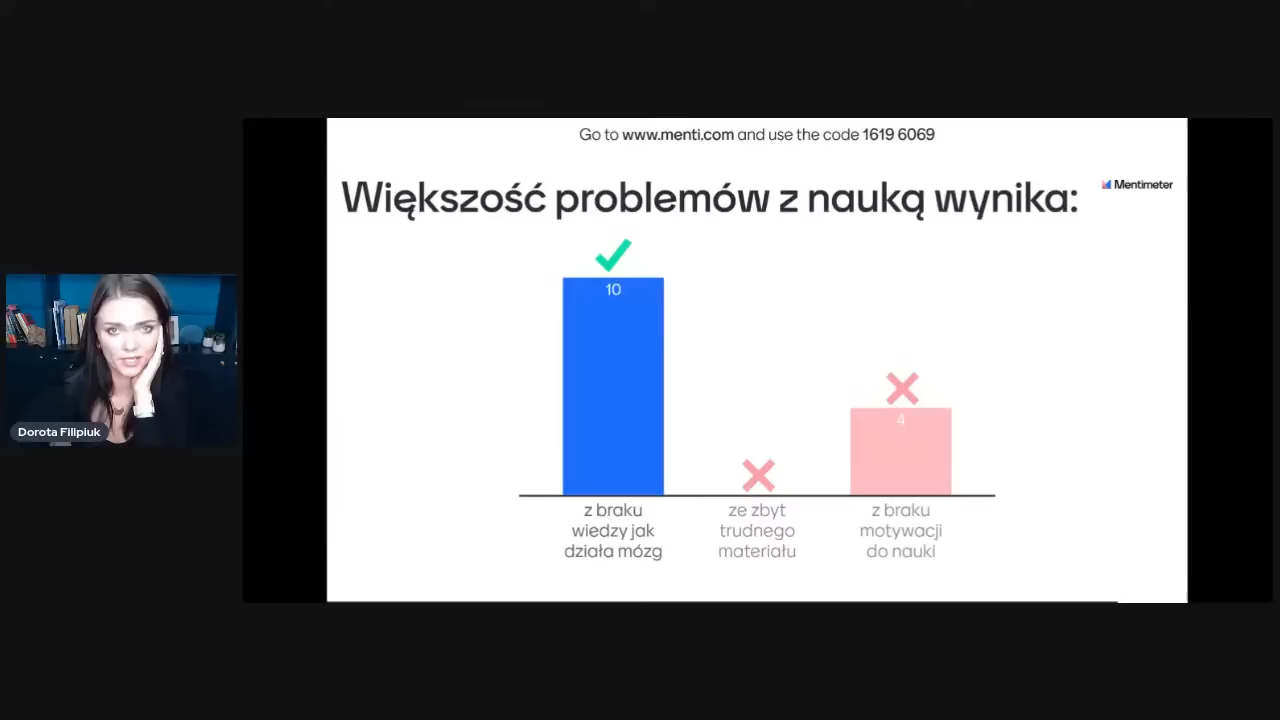 Go to www.menti.com and use the code 1619 6069
Większość problemów z nauką wynika:
Mentimeter
10
4
z braku
wiedzy jak
działa mózg
ze zbyt
trudnego
materiału
z braku
motywacji
do nauki
Dorota Filipiuk